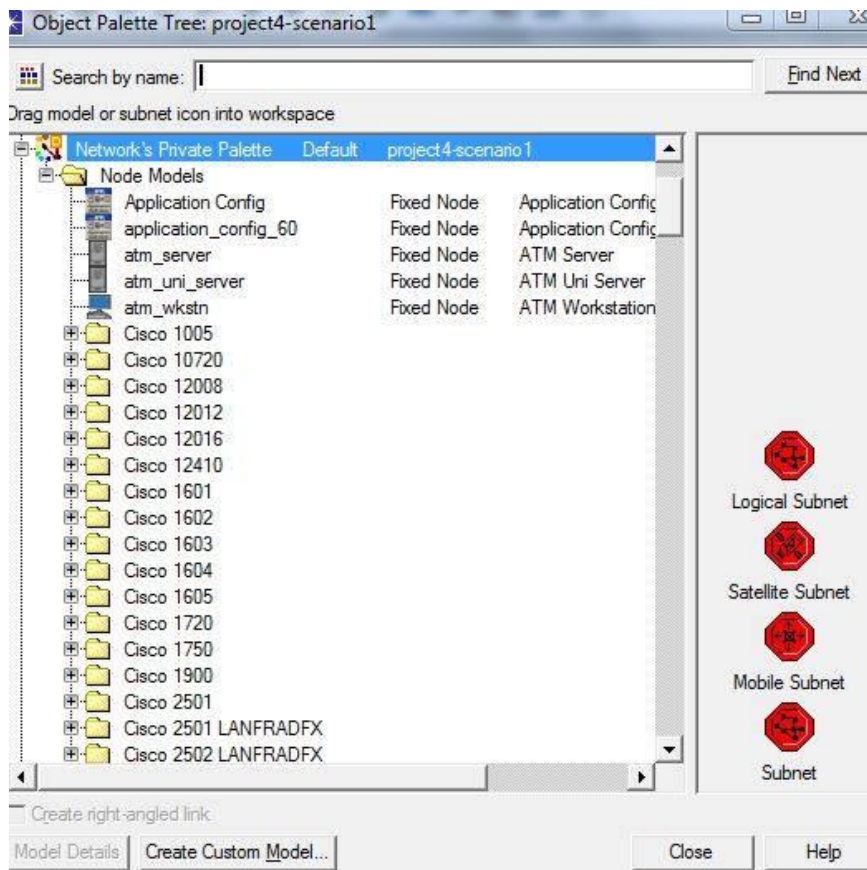 Object Palette Tree: project4-scenario1
Search by name:
Find Next
Drag model or subnet icon into workspace
Network's Private Palette Default project4-scenario1
Node Models
Application Config Fixed Node Application Config
application_config_60 Fixed Node Application Config
atm_server Fixed Node ATM Server
atm_uni_server Fixed Node ATM Uni Server
atm_wkstn Fixed Node ATM Workstation
Cisco 1005
Cisco 10720
Cisco 12008
Cisco 12012
Cisco 12016
Cisco 12410
Cisco 1601
Cisco 1602
Cisco 1603
Cisco 1604
Cisco 1605
Cisco 1720
Cisco 1750
Cisco 1900
Cisco 2501
Cisco 2501 LANFRADFX
Cisco 2502 LANFRADFX
Logical Subnet
Satellite Subnet
Mobile Subnet
Subnet
Create right-angled link
Model Details Create Custom Model... Close Help